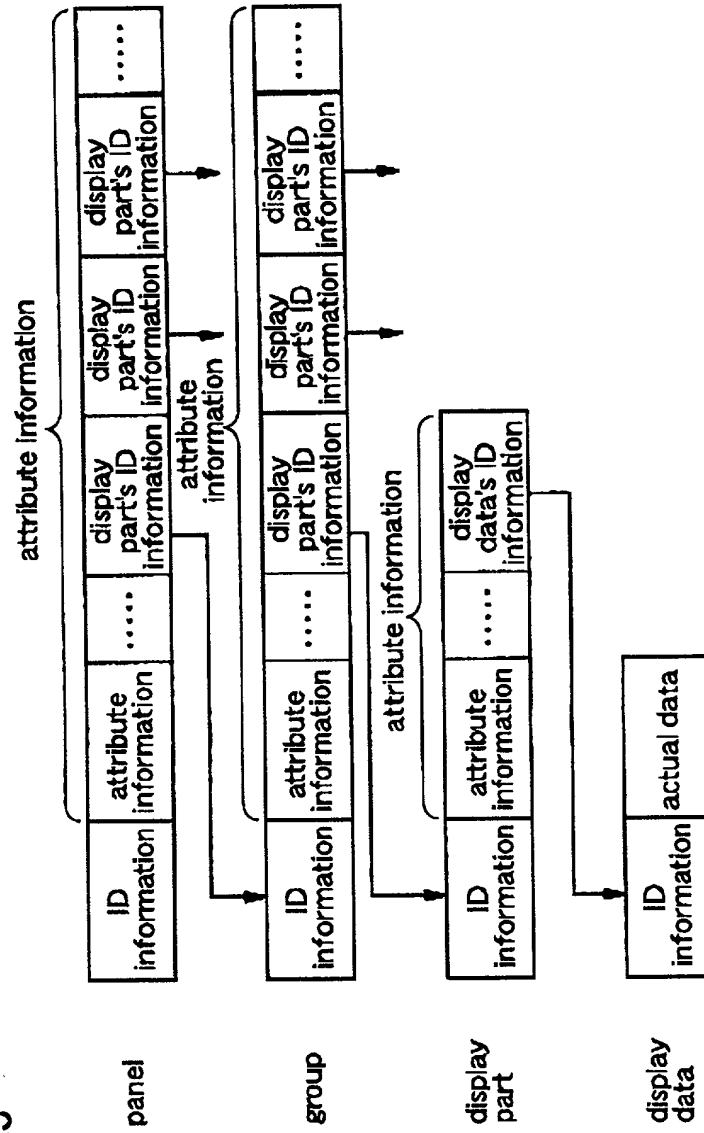 attribute information
panel
ID
information
attribute
information
.....
display
part's ID
information
display
part's ID
information
display
part's ID
information
.....
attribute
information
group
ID
information
attribute
information
.....
display
part's ID
information
display
part's ID
information
display
part's ID
information
.....
attribute information
display
part
ID
information
attribute
information
.....
display
data's ID
information
display
data
ID
information
actual data